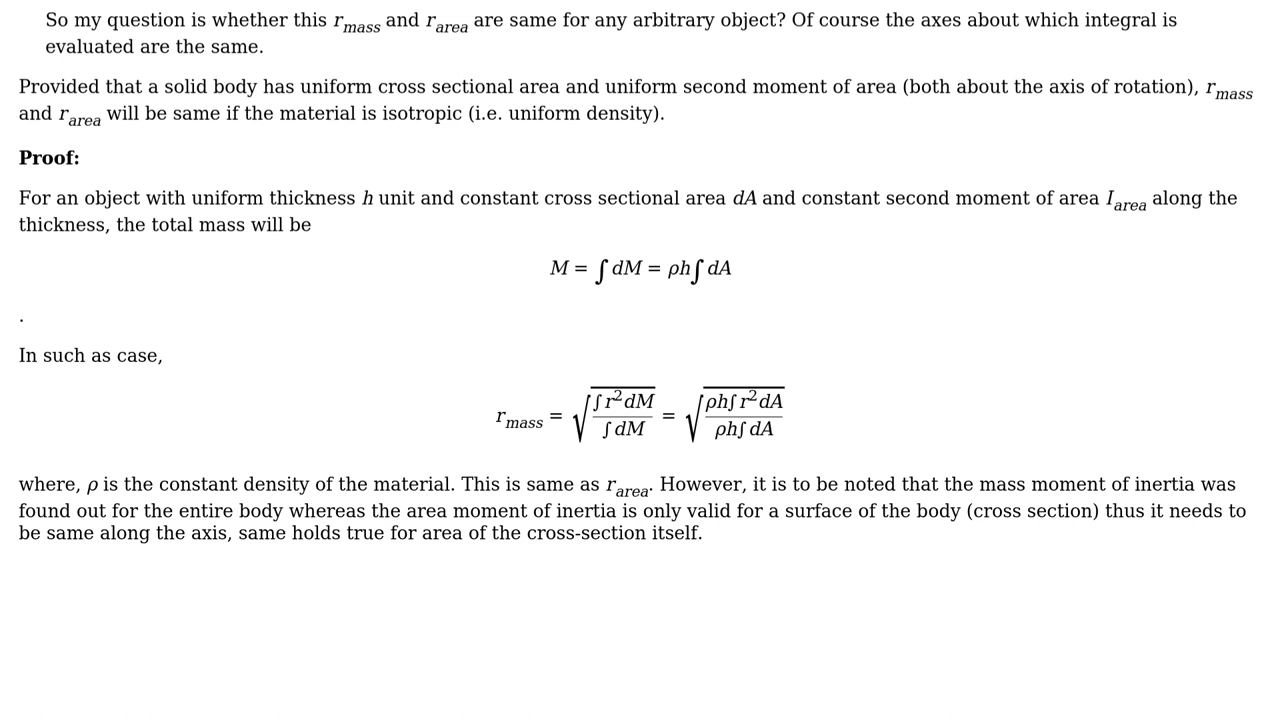 So my question is whether this r_mass and r_area are same for any arbitrary object? Of course the axes about which integral is
evaluated are the same.
Provided that a solid body has uniform cross sectional area and uniform second moment of area (both about the axis of rotation), r_mass
and r_area will be same if the material is isotropic (i.e. uniform density).
Proof:
For an object with uniform thickness h unit and constant cross sectional area dA and constant second moment of area I_area along the
thickness, the total mass will be
M = ∫ dM = ρh∫ dA
.
In such as case,
r_mass = √(∫ r²dM / ∫ dM) = √(ρh∫ r²dA / ρh∫ dA)
where, ρ is the constant density of the material. This is same as r_area. However, it is to be noted that the mass moment of inertia was
found out for the entire body whereas the area moment of inertia is only valid for a surface of the body (cross section) thus it needs to
be same along the axis, same holds true for area of the cross-section itself.